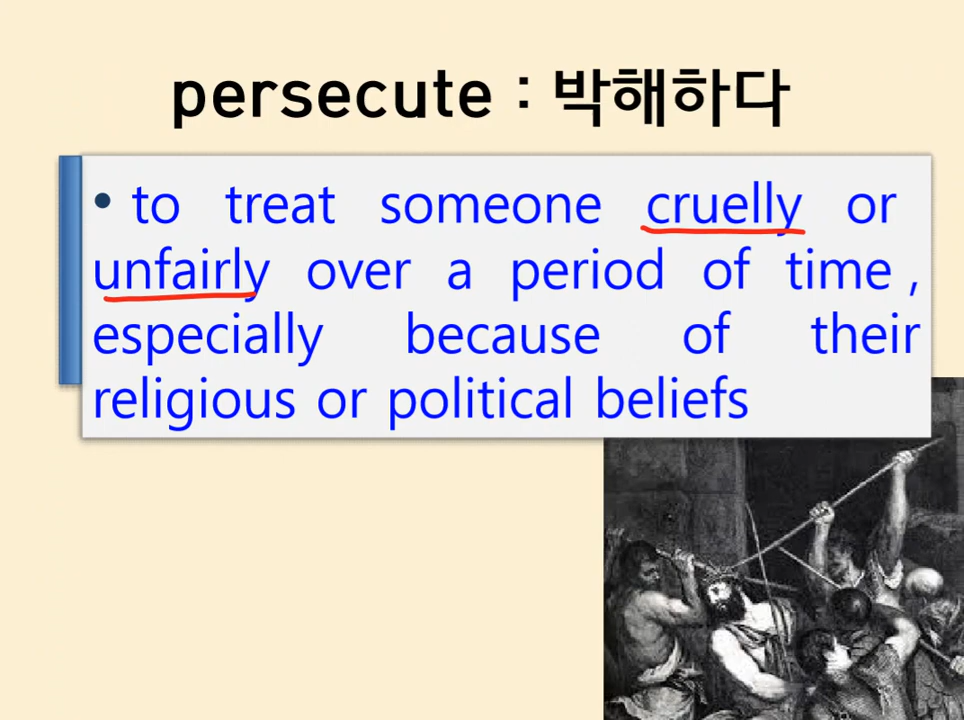 persecute : 박해하다
• to treat someone cruelly or
unfairly over a period of time ,
especially because of their
religious or political beliefs